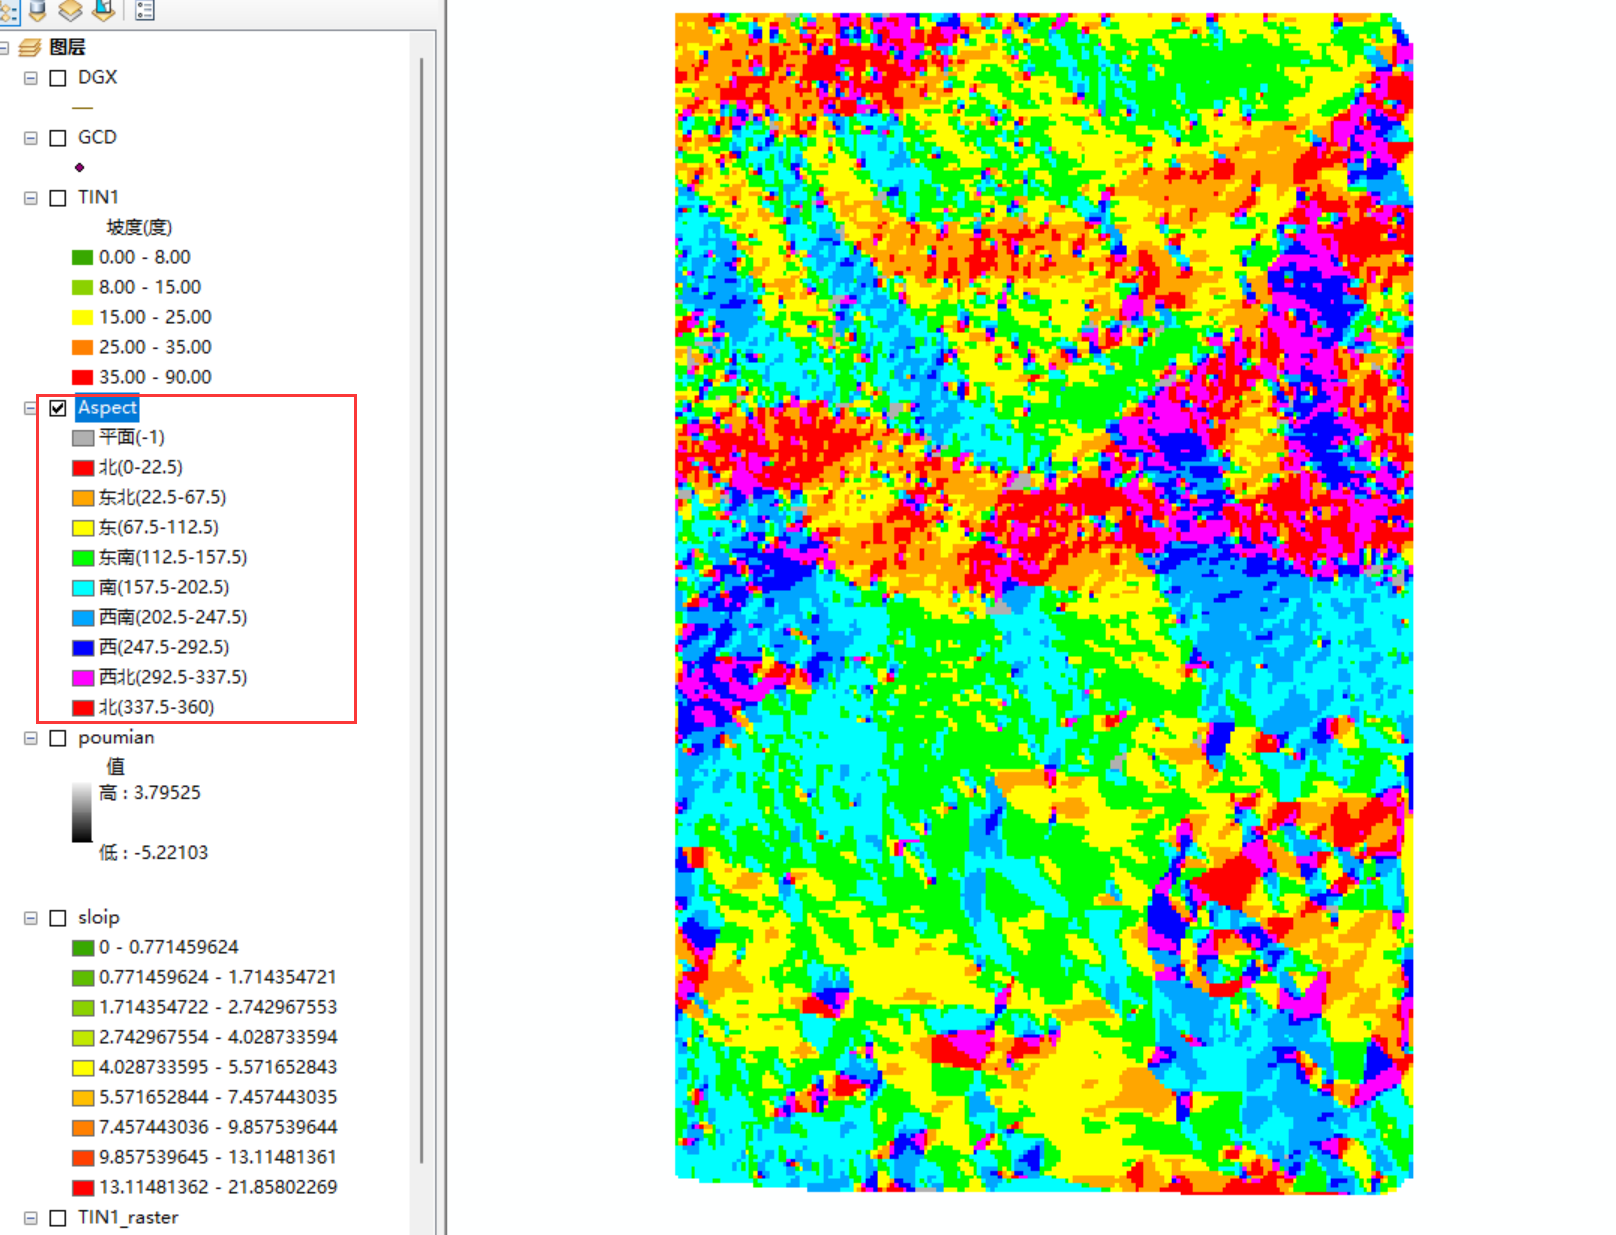 图层
DGX
GCD
TIN1
坡度(度)
0.00 - 8.00
8.00 - 15.00
15.00 - 25.00
25.00 - 35.00
35.00 - 90.00
Aspect
平面(-1)
北(0-22.5)
东北(22.5-67.5)
东(67.5-112.5)
东南(112.5-157.5)
南(157.5-202.5)
西南(202.5-247.5)
西(247.5-292.5)
西北(292.5-337.5)
北(337.5-360)
poumian
值
高 : 3.79525
低 : -5.22103
sloip
0 - 0.771459624
0.771459624 - 1.714354721
1.714354722 - 2.742967553
2.742967554 - 4.028733594
4.028733595 - 5.571652843
5.571652844 - 7.457443035
7.457443036 - 9.857539644
9.857539645 - 13.11481361
13.11481362 - 21.85802269
TIN1_raster